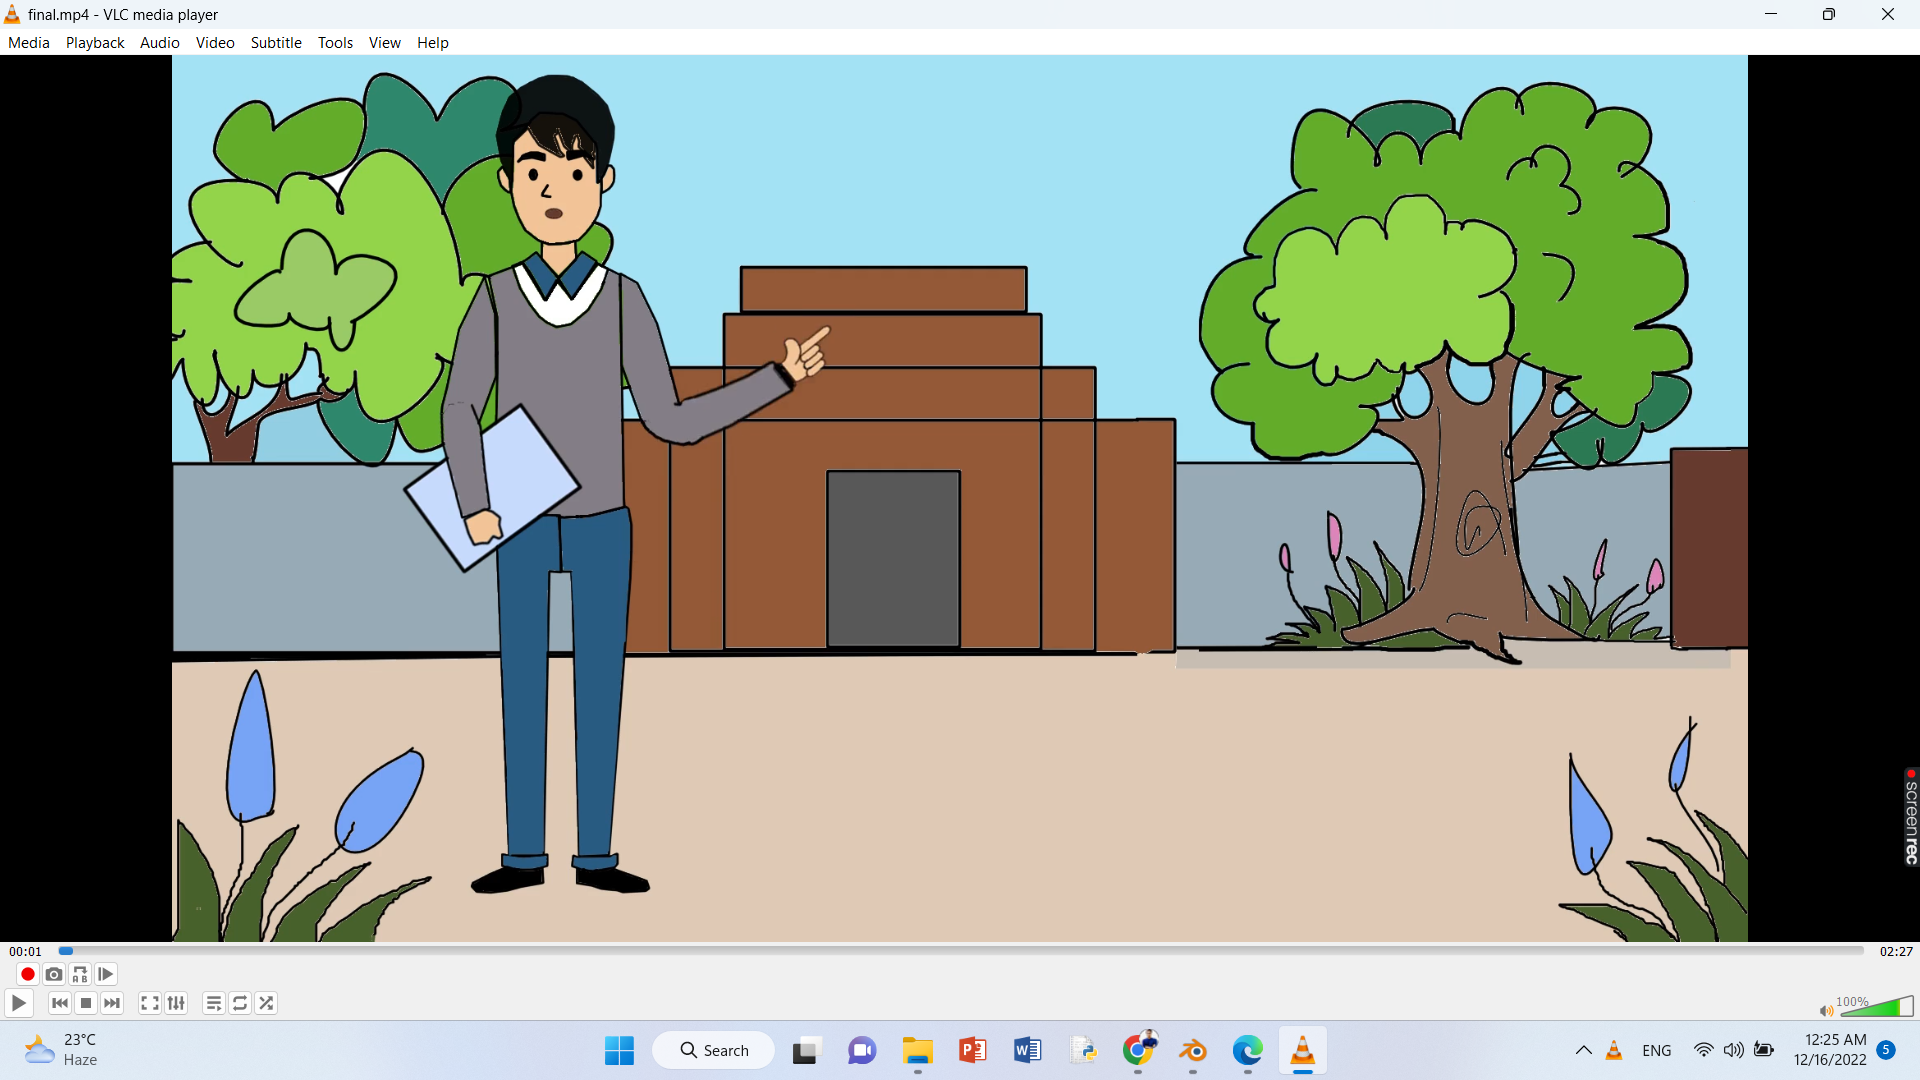 final.mp4 - VLC media player
Media Playback Audio Video Subtitle Tools View Help
screenrec
00:01 02:27
A B
100%
23°C
Haze
Search
ENG
12:25 AM
12/16/2022
5